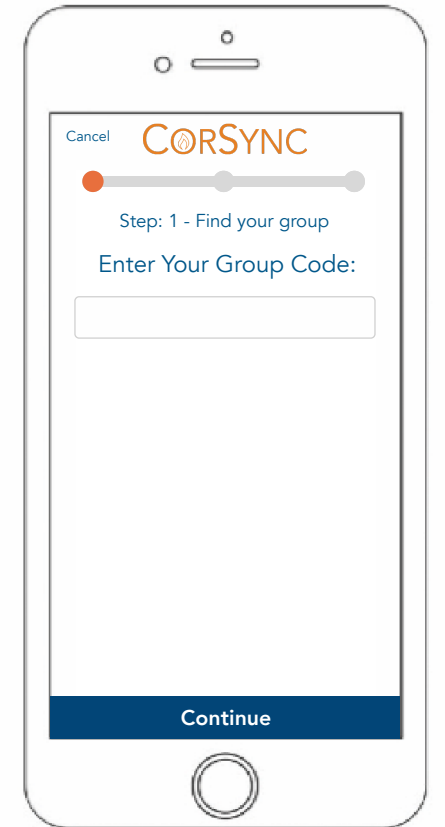 Cancel
CORSYNC
Step: 1 - Find your group
Enter Your Group Code:
Continue